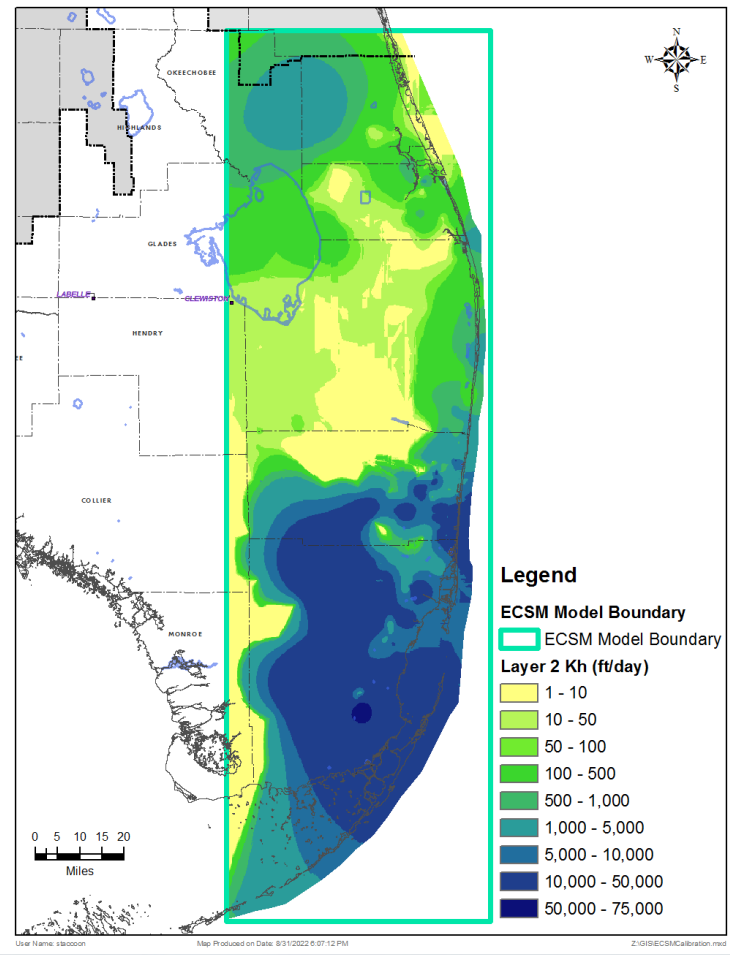 OKEECHOBEE
HIGHLANDS
GLADES
LABELLE
CLEWISTON
HENDRY
EE
COLLIER
MONROE
N
W
E
S
Legend
ECSM Model Boundary
ECSM Model Boundary
Layer 2 Kh (ft/day)
1 - 10
10 - 50
50 - 100
100 - 500
500 - 1,000
1,000 - 5,000
5,000 - 10,000
10,000 - 50,000
50,000 - 75,000
0 5 10 15 20
Miles
User Name: stacoon
Map Produced on Date: 8/31/2022 6:07:12 PM
Z:\GIS\ECSMCalibration.mxd